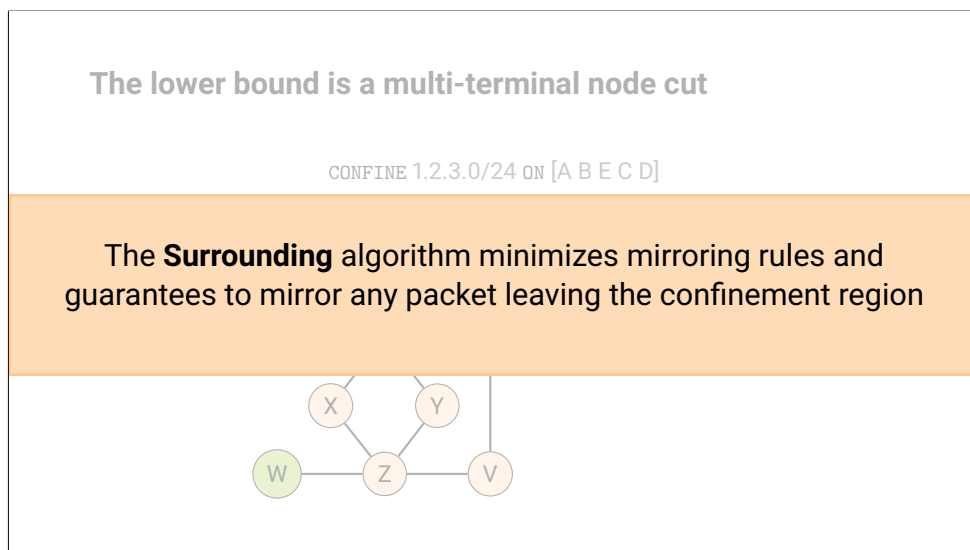 The lower bound is a multi-terminal node cut
CONFINE 1.2.3.0/24 ON [A B E C D]
The Surrounding algorithm minimizes mirroring rules and
guarantees to mirror any packet leaving the confinement region
X Y
W Z V